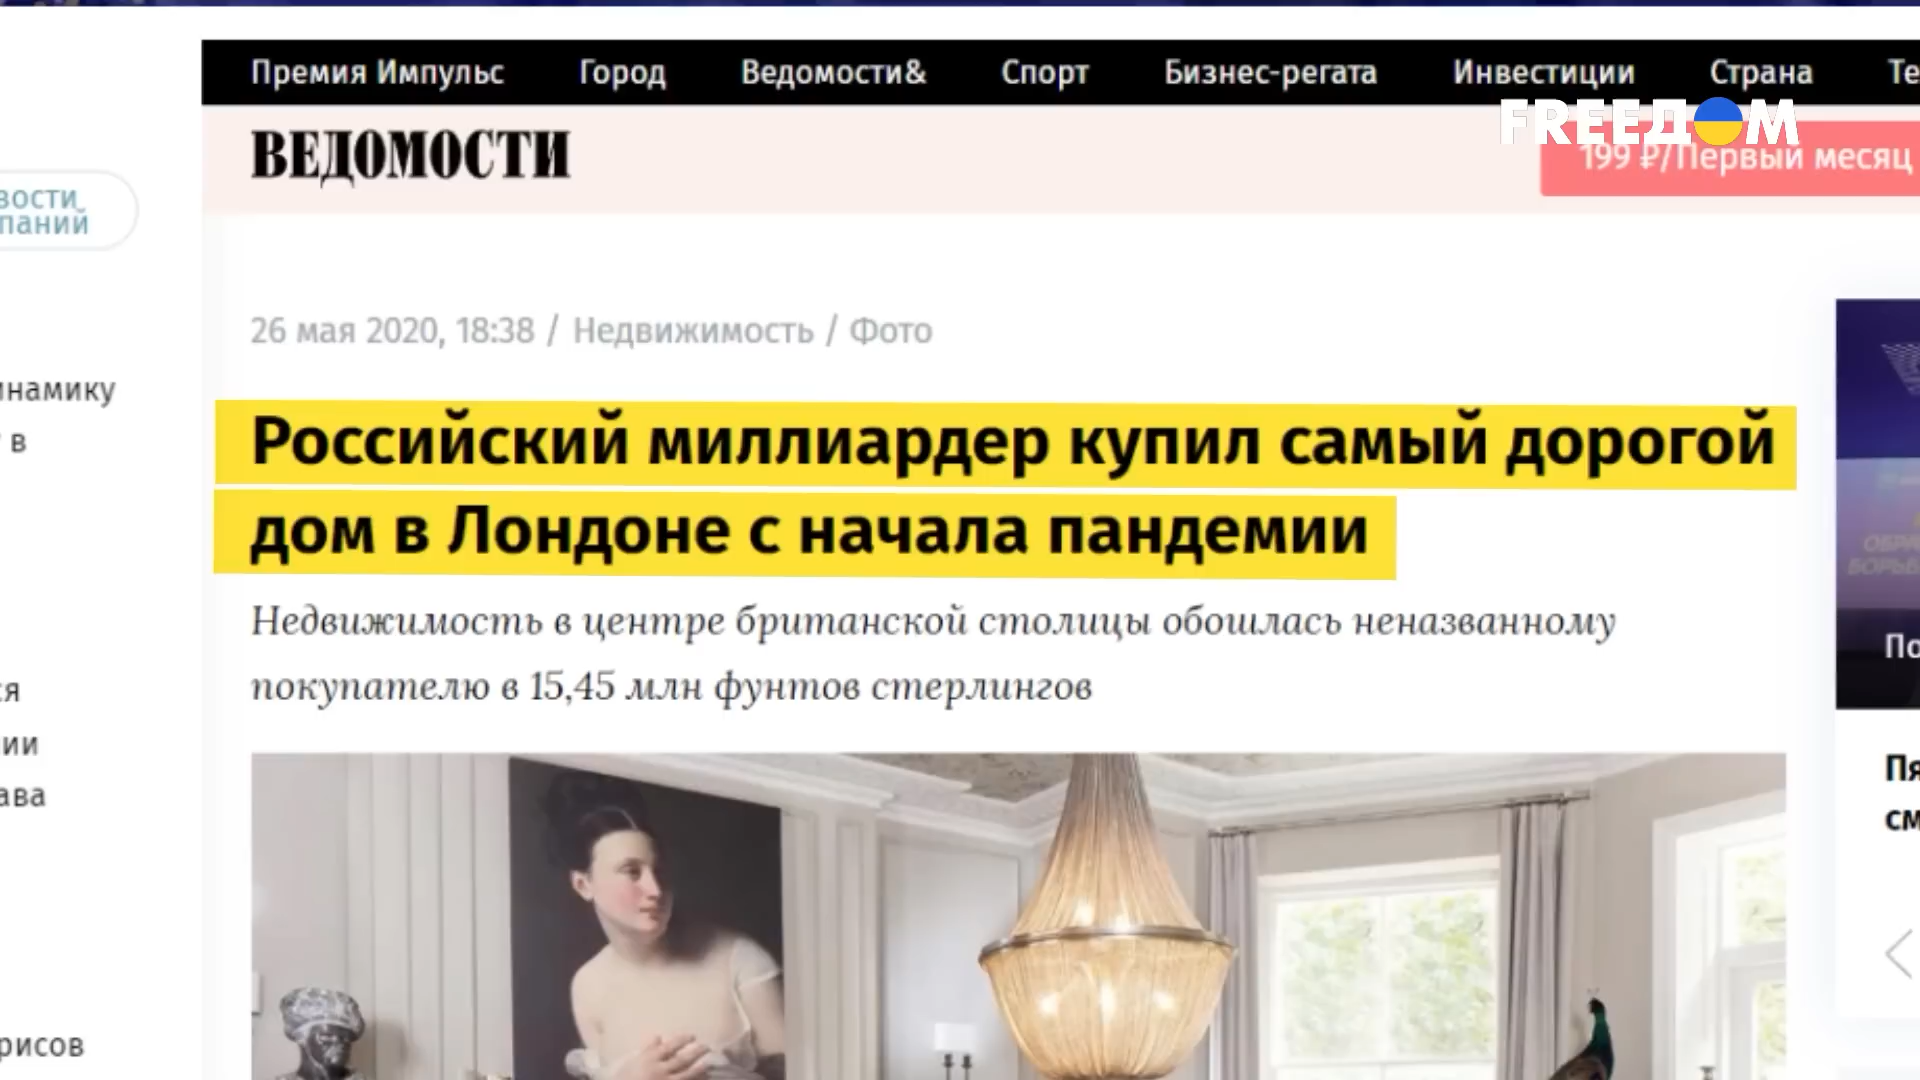 Премия Импульс Город Ведомости& Спорт Бизнес-регата Инвестиции Страна
FREEДОМ
ВЕДОМОСТИ
199 ₽/Первый месяц
26 мая 2020, 18:38 / Недвижимость / Фото
Российский миллиардер купил самый дорогой
дом в Лондоне с начала пандемии
Недвижимость в центре британской столицы обошлась неназванному
покупателю в 15,45 млн фунтов стерлингов
в